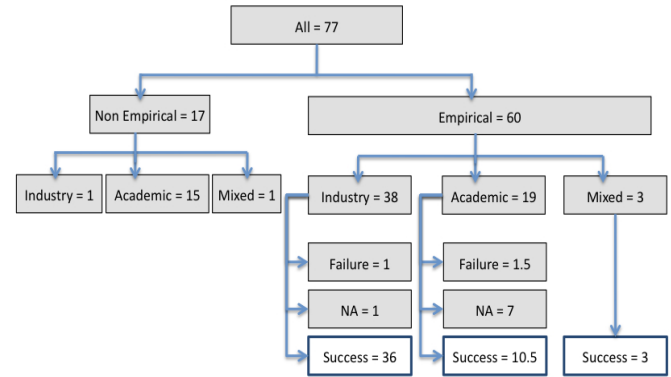 All = 77
Non Empirical = 17
Empirical = 60
Industry = 1
Academic = 15
Mixed = 1
Industry = 38
Academic = 19
Mixed = 3
Failure = 1
Failure = 1.5
NA = 1
NA = 7
Success = 36
Success = 10.5
Success = 3